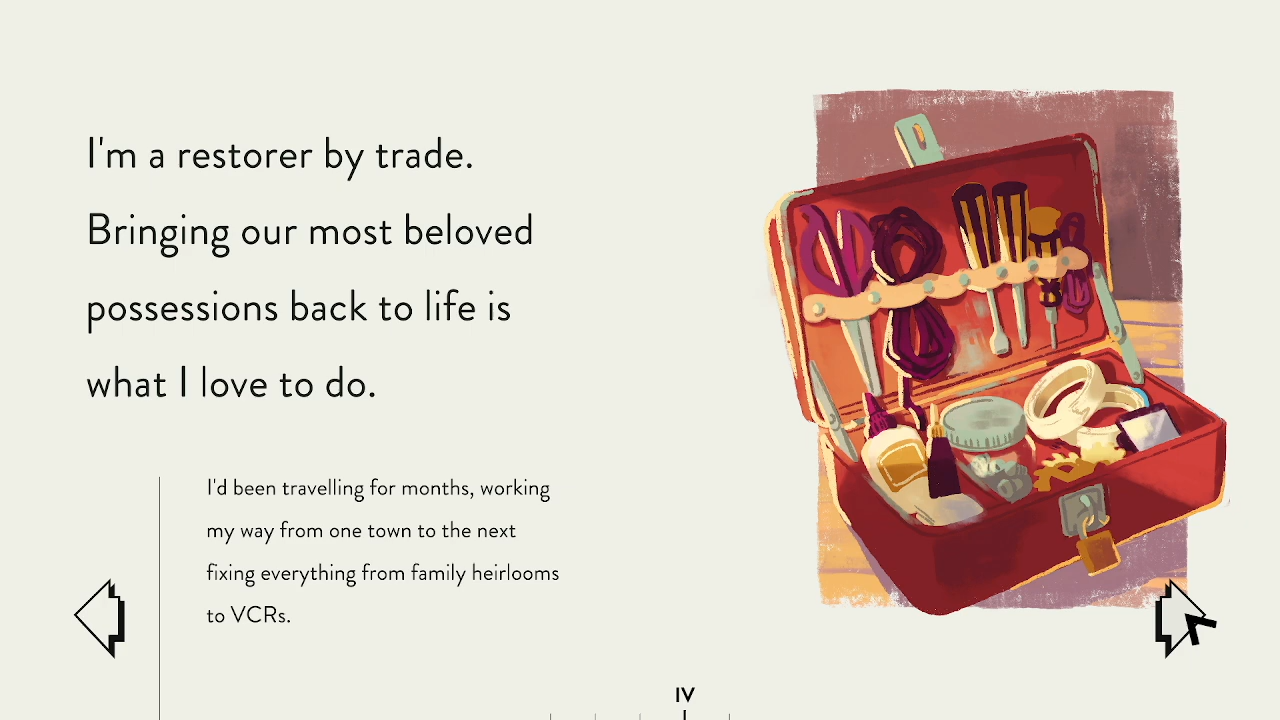 I'm a restorer by trade.
Bringing our most beloved
possessions back to life is
what I love to do.
I'd been travelling for months, working
my way from one town to the next
fixing everything from family heirlooms
to VCRs.
IV